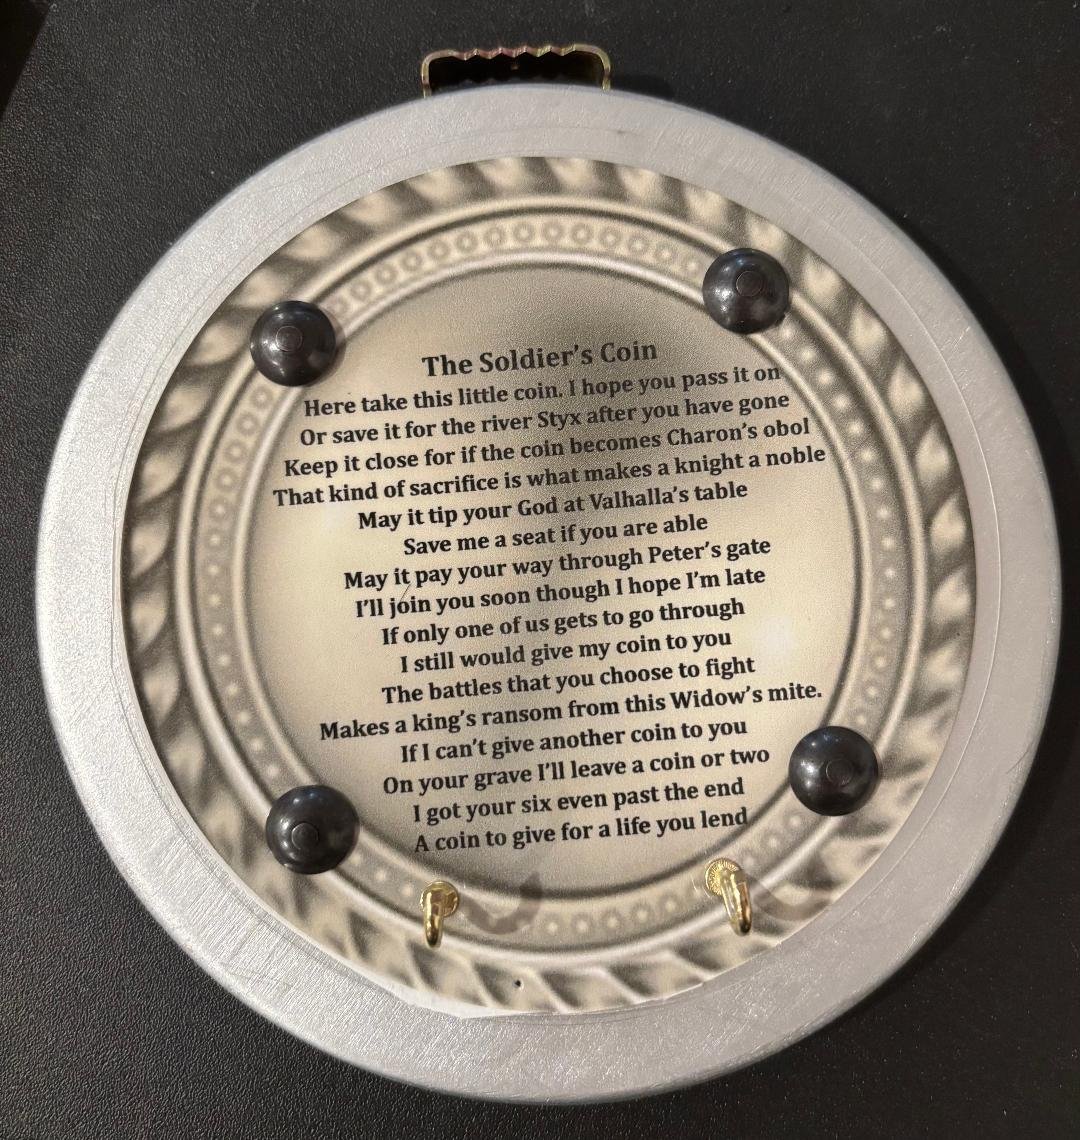 The Soldier's Coin
Here take this little coin. I hope you pass it on
Or save it for the river Styx after you have gone
Keep it close for if the coin becomes Charon's obol
That kind of sacrifice is what makes a knight a noble
May it tip your God at Valhalla's table
Save me a seat if you are able
May it pay your way through Peter's gate
I'll join you soon though I hope I'm late
If only one of us gets to go through
I still would give my coin to you
The battles that you choose to fight
Makes a king's ransom from this Widow's mite.
If I can't give another coin to you
On your grave I'll leave a coin or two
I got your six even past the end
A coin to give for a life you lend